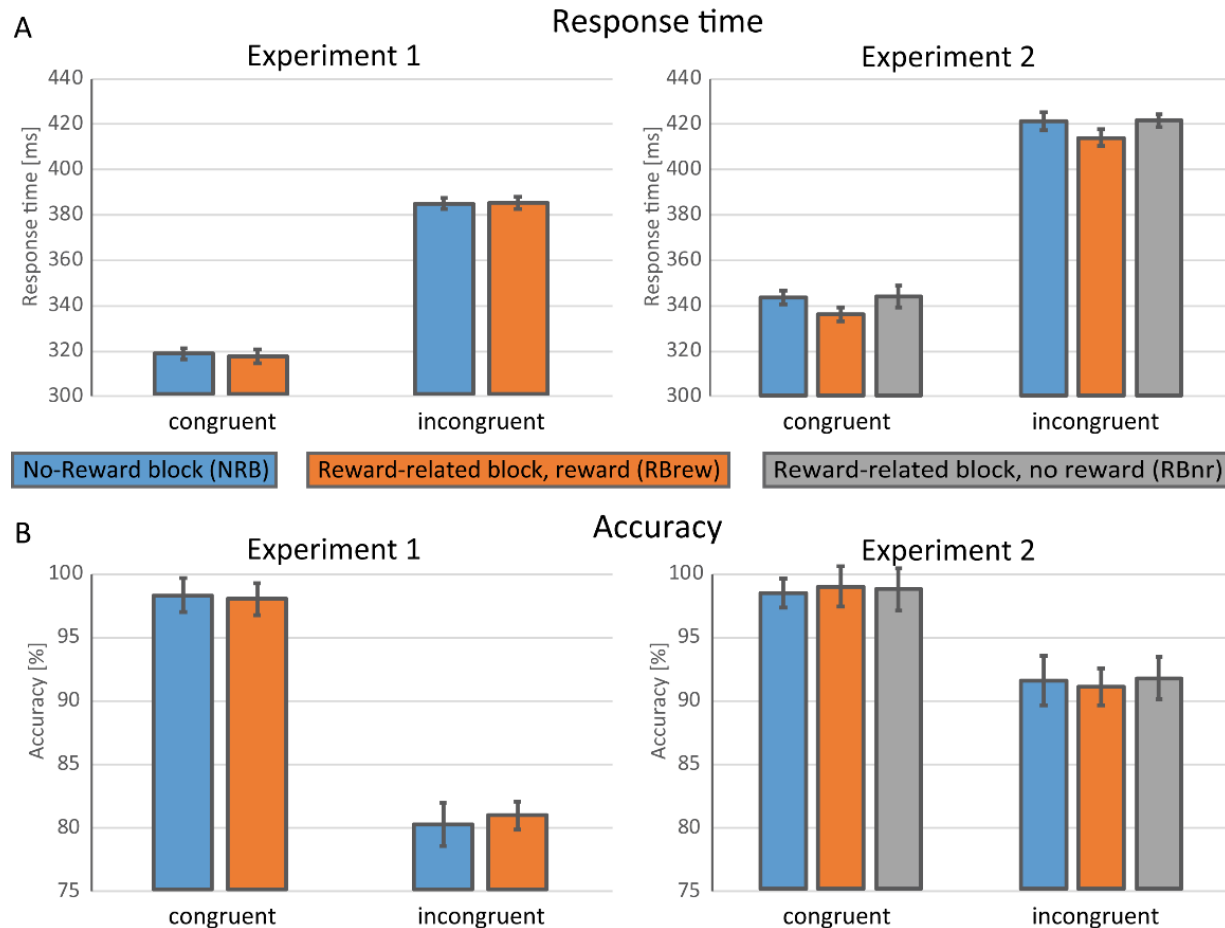 A
Response time
Experiment 1
Experiment 2
Response time [ms]
440
420
400
380
360
340
320
300
congruent
incongruent
Response time [ms]
440
420
400
380
360
340
320
300
congruent
incongruent
No-Reward block (NRB)
Reward-related block, reward (RBrew)
Reward-related block, no reward (RBnr)
B
Accuracy
Experiment 1
Experiment 2
Accuracy [%]
100
95
90
85
80
75
congruent
incongruent
Accuracy [%]
100
95
90
85
80
75
congruent
incongruent